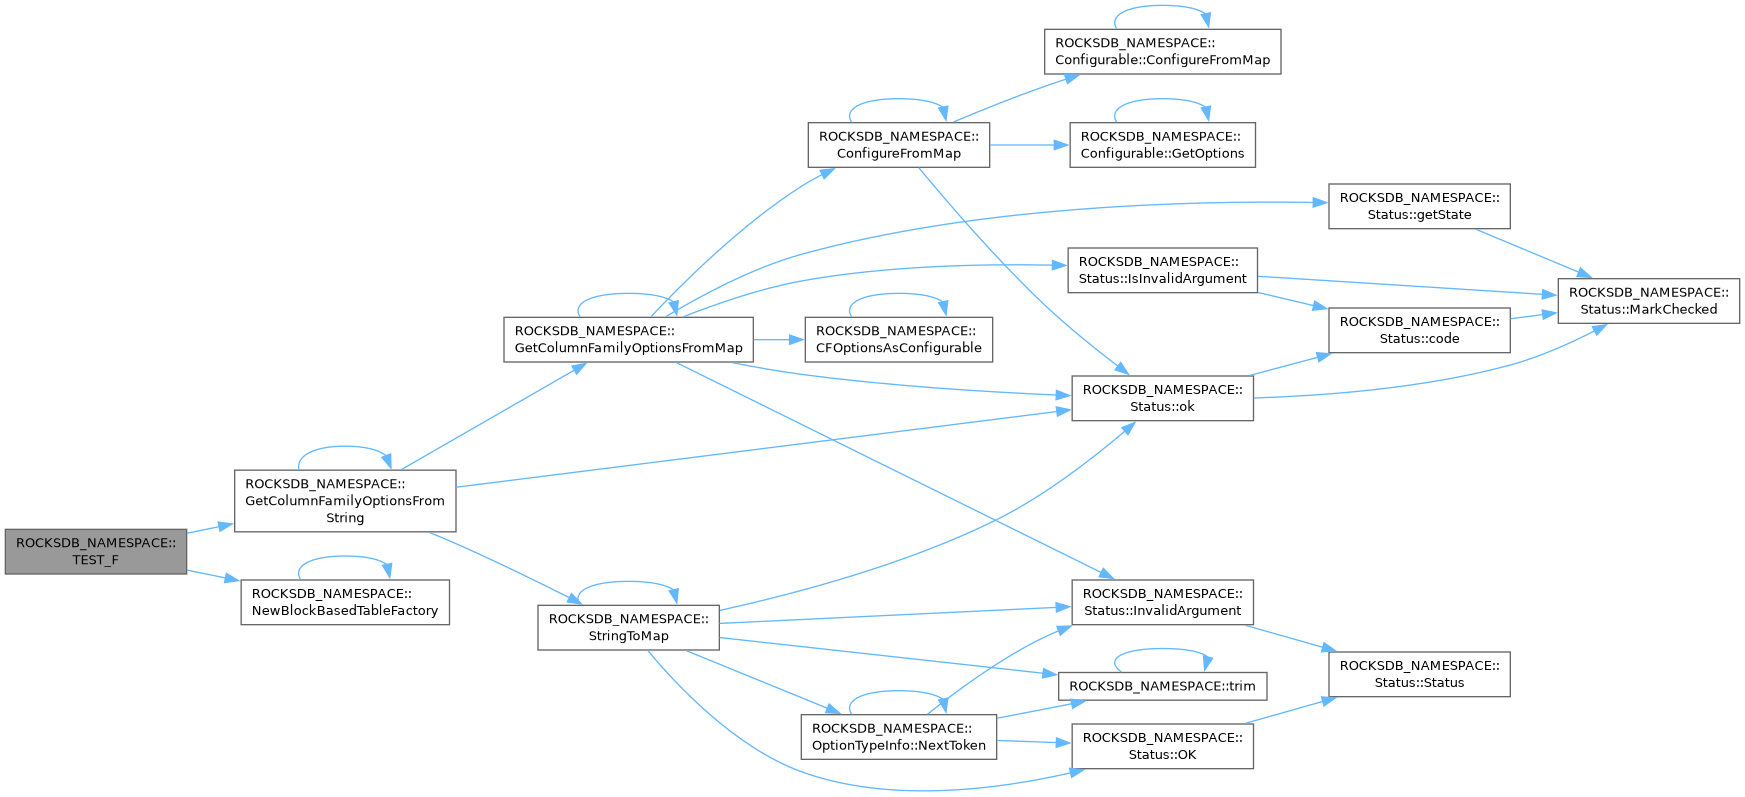 ROCKSDB_NAMESPACE::
Configurable::ConfigureFromMap
ROCKSDB_NAMESPACE::
ConfigureFromMap
ROCKSDB_NAMESPACE::
Configurable::GetOptions
ROCKSDB_NAMESPACE::
Status::getState
ROCKSDB_NAMESPACE::
Status::IsInvalidArgument
ROCKSDB_NAMESPACE::
Status::MarkChecked
ROCKSDB_NAMESPACE::
GetColumnFamilyOptionsFromMap
ROCKSDB_NAMESPACE::
CFOptionsAsConfigurable
ROCKSDB_NAMESPACE::
Status::code
ROCKSDB_NAMESPACE::
Status::ok
ROCKSDB_NAMESPACE::
GetColumnFamilyOptionsFrom
String
ROCKSDB_NAMESPACE::
TEST_F
ROCKSDB_NAMESPACE::
NewBlockBasedTableFactory
ROCKSDB_NAMESPACE::
StringToMap
ROCKSDB_NAMESPACE::
Status::InvalidArgument
ROCKSDB_NAMESPACE::
Status::Status
ROCKSDB_NAMESPACE::trim
ROCKSDB_NAMESPACE::
OptionTypeInfo::NextToken
ROCKSDB_NAMESPACE::
Status::OK